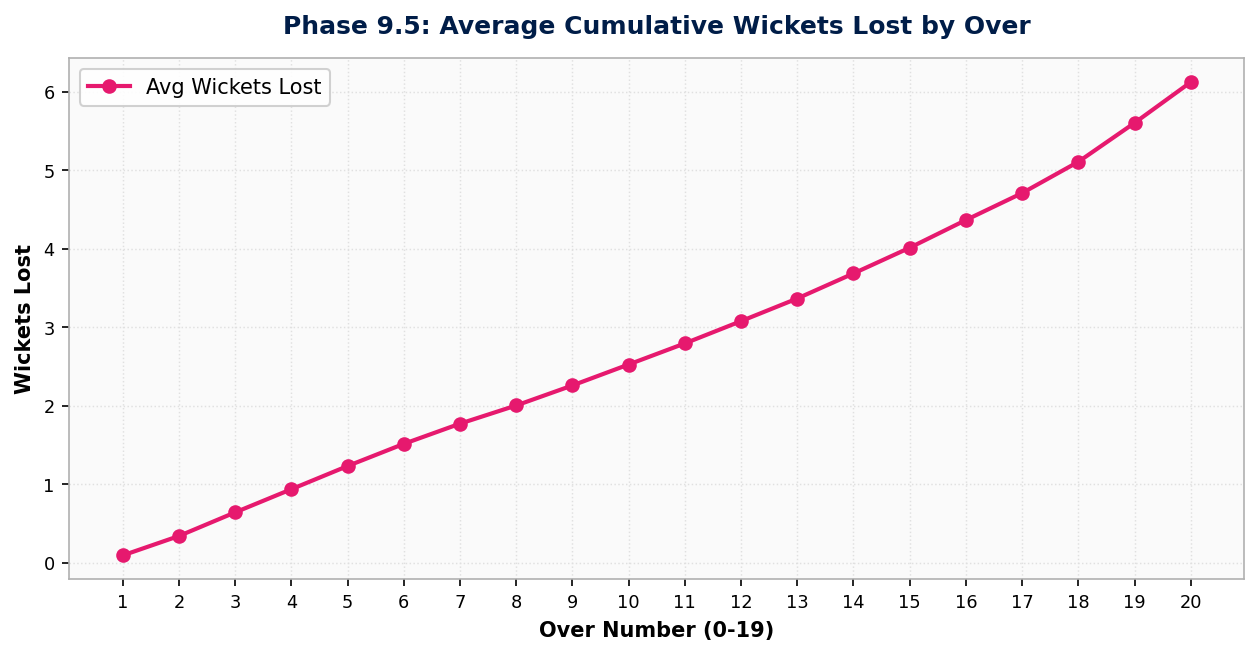 Phase 9.5: Average Cumulative Wickets Lost by Over
Avg Wickets Lost
Wickets Lost
6
5
4
3
2
1
0
1 2 3 4 5 6 7 8 9 10 11 12 13 14 15 16 17 18 19 20
Over Number (0-19)